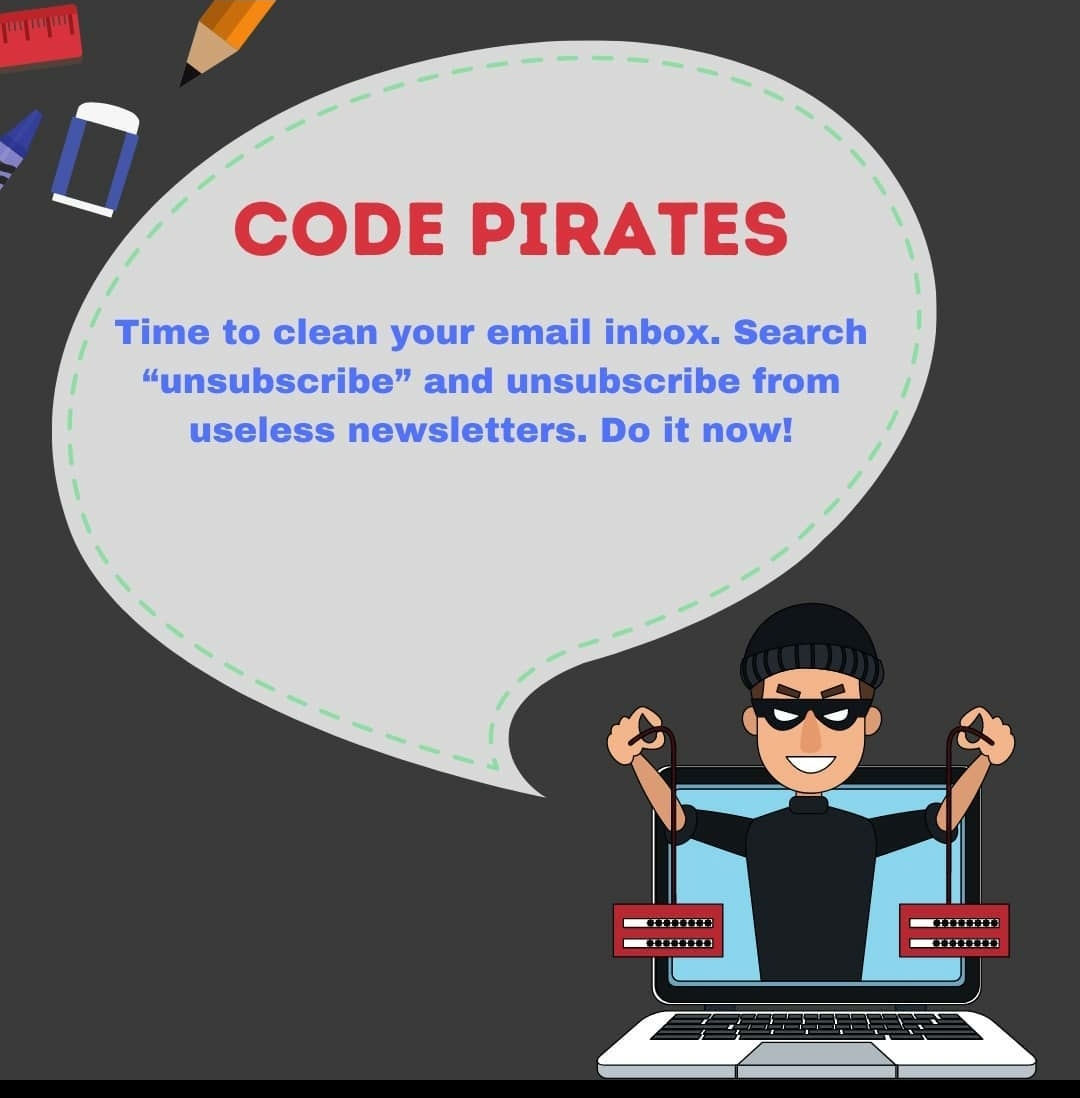 CODE PIRATES
Time to clean your email inbox. Search
“unsubscribe” and unsubscribe from
useless newsletters. Do it now!